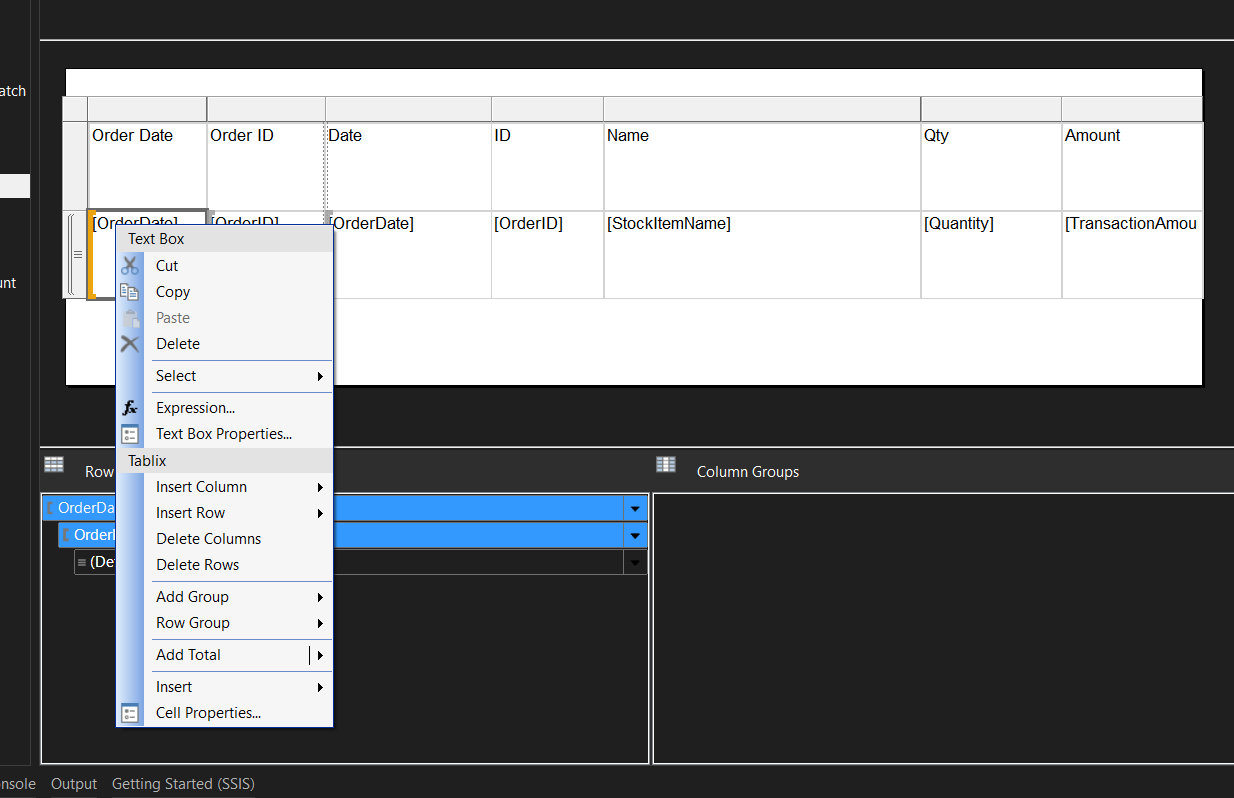 atch
Order Date Order ID Date ID Name Qty Amount
[OrderDate] [OrderID] [OrderDate] [OrderID] [StockItemName] [Quantity] [TransactionAmou
Text Box
Cut
unt
Copy
Paste
Delete
Select
fx Expression...
Text Box Properties...
Tablix
Row
Column Groups
Insert Column
OrderDa
Insert Row
OrderI
Delete Columns
(De
Delete Rows
Add Group
Row Group
Add Total
Insert
Cell Properties...
nsole Output Getting Started (SSIS)